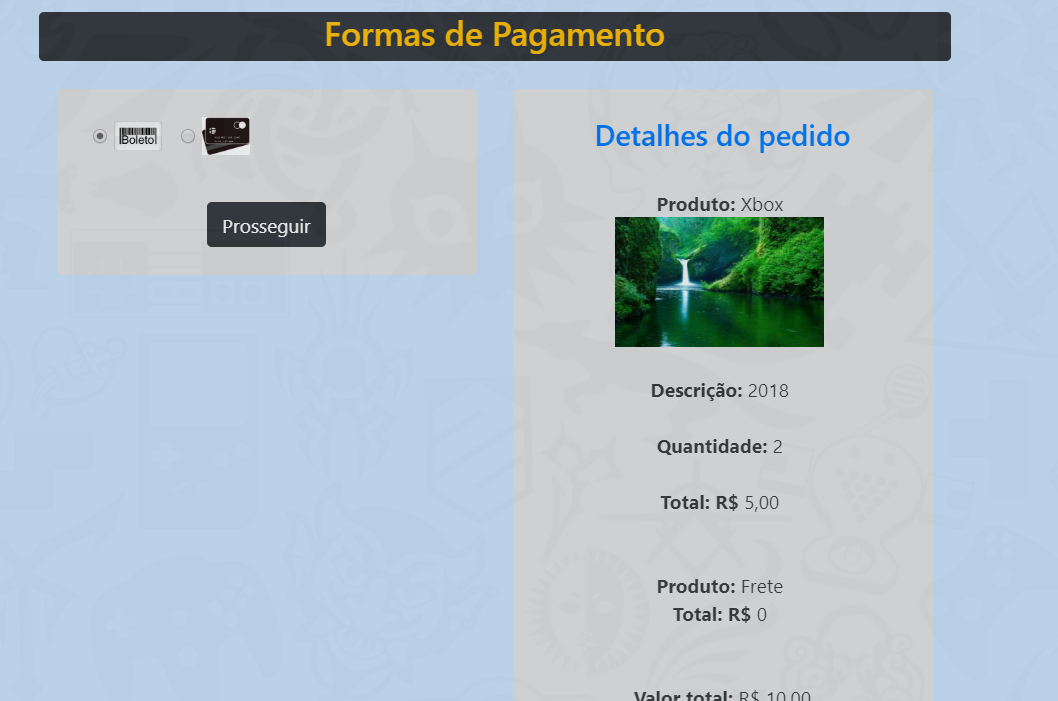 Formas de Pagamento
Boleto
Prosseguir
Detalhes do pedido
Produto: Xbox
Descrição: 2018
Quantidade: 2
Total: R$ 5,00
Produto: Frete
Total: R$ 0
Valor total: R$ 10,00